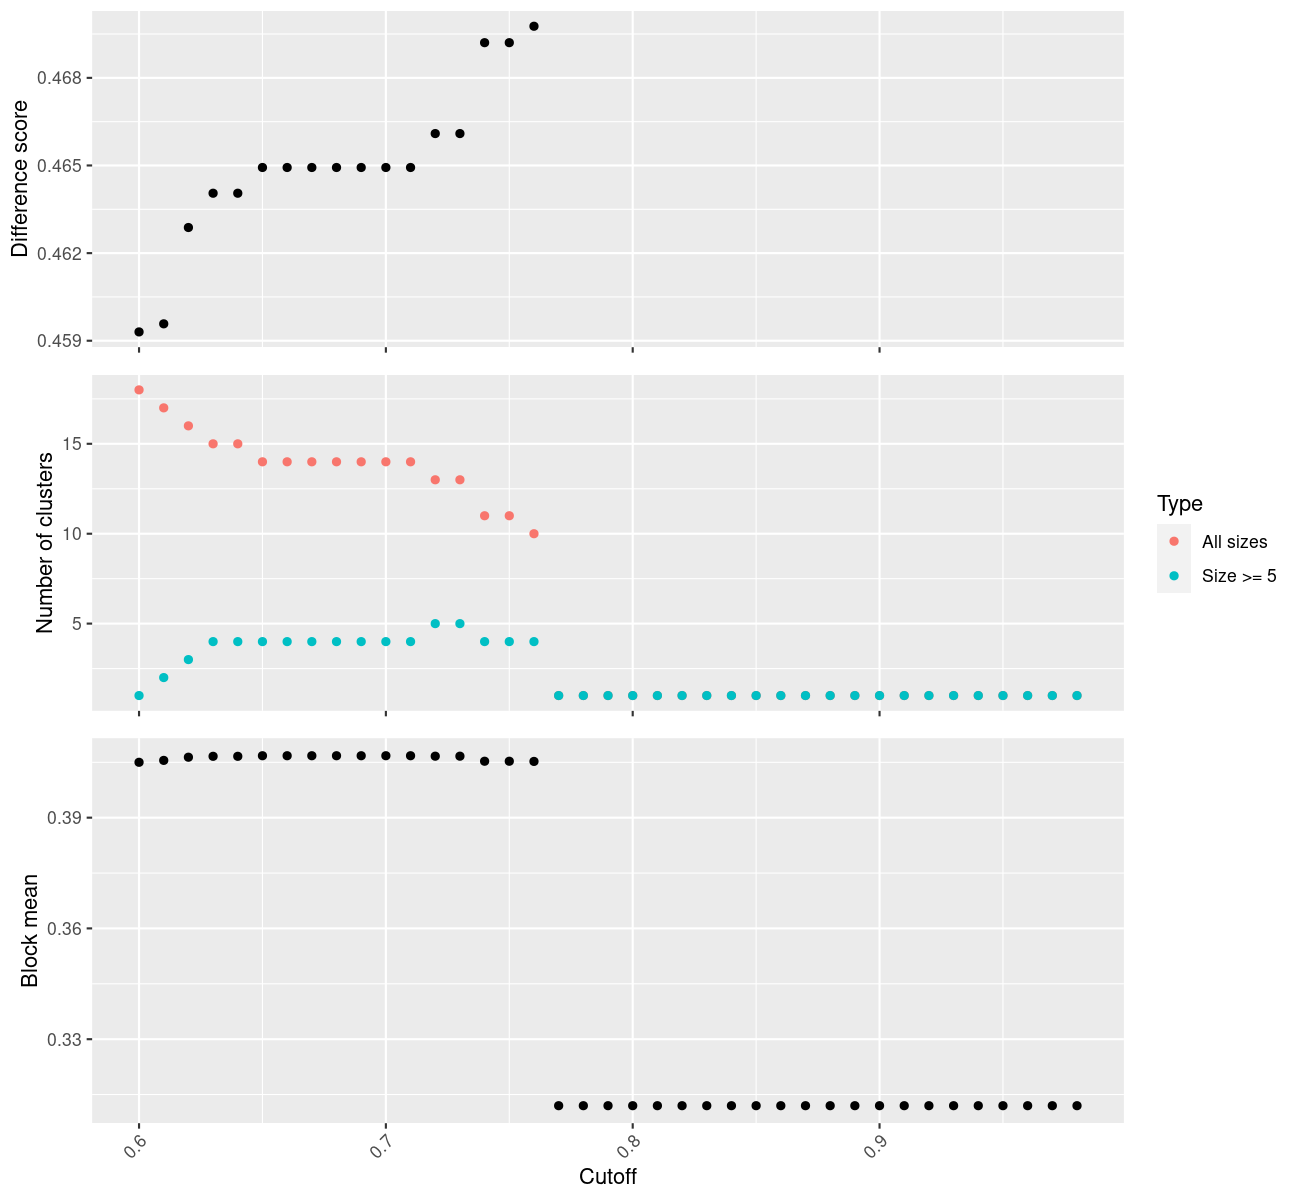 Difference score
0.468
0.465
0.462
0.459
Number of clusters
15
10
5
Type
All sizes
Size >= 5
Block mean
0.39
0.36
0.33
0.6
0.7
0.8
0.9
Cutoff